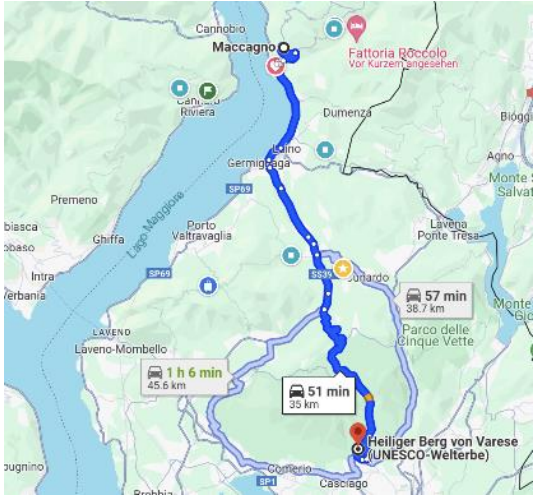 Cannobio
Maccagno
Fattoria Roccolo
Vor Kurzem angesehen
Cannero
Riviera
Dumenza
Luino
Germignaga
Agno
Monte S
Salvat
SP69
Premeno
Porto
Valtravaglia
Lago Maggiore
Lavena
Ponte Tresa
Ghiffa
Intra
Verbania
SP69
SS39
57 min
38.7 km
Parco delle
Cinque Vette
LAVENO
Laveno-Mombello
1 h 6 min
45.6 km
51 min
35 km
Heiliger Berg von Varese
(UNESCO-Welterbe)
Comerio
Casciago
SP1